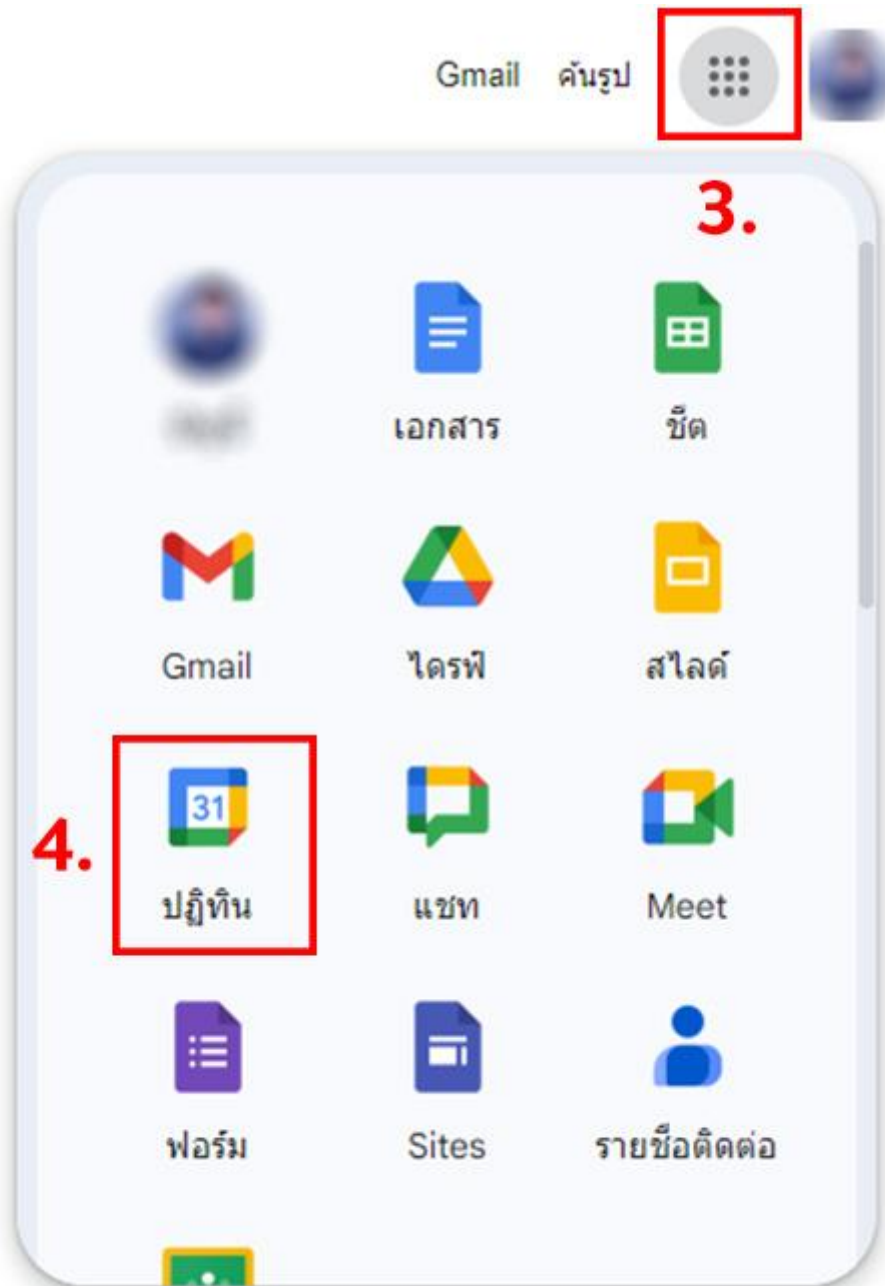 Gmail ค้นรูป
3.
เอกสาร ชีต
Gmail ไดรฟ์ สไลด์
31
4.
ปฏิทิน แชท Meet
ฟอร์ม Sites รายชื่อติดต่อ